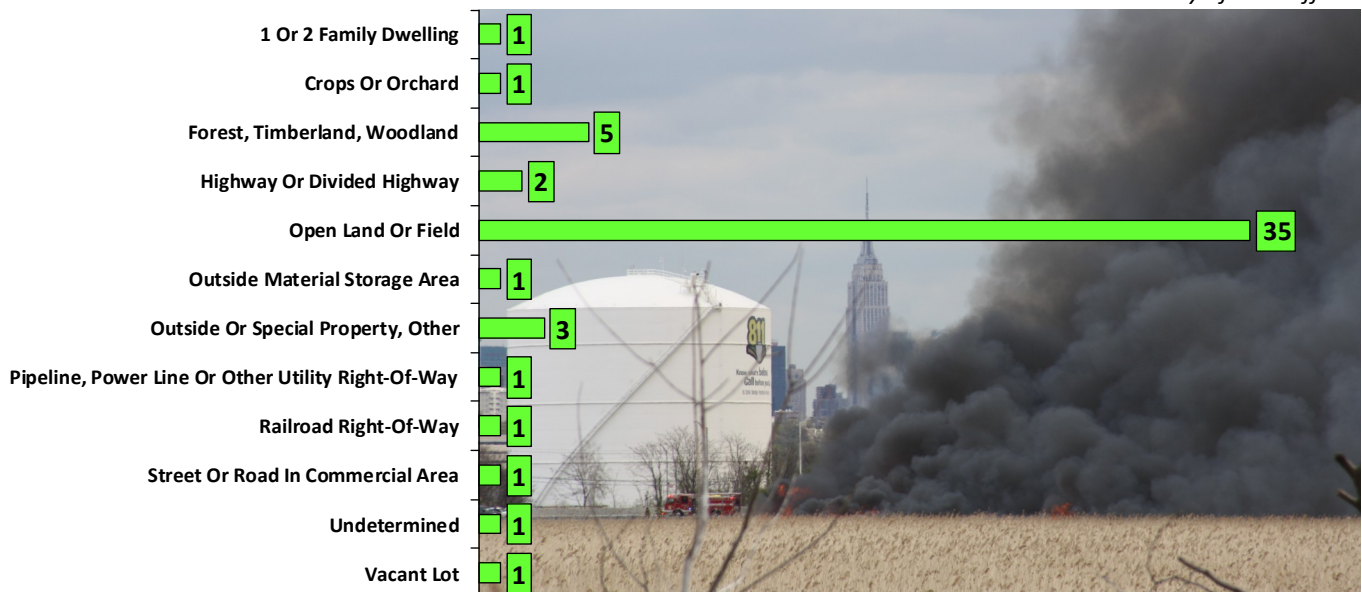 1 Or 2 Family Dwelling 1
Crops Or Orchard 1
Forest, Timberland, Woodland 5
Highway Or Divided Highway 2
Open Land Or Field 35
Outside Material Storage Area 1
Outside Or Special Property, Other 3
Pipeline, Power Line Or Other Utility Right-Of-Way 1
Railroad Right-Of-Way 1
Street Or Road In Commercial Area 1
Undetermined 1
Vacant Lot 1
811